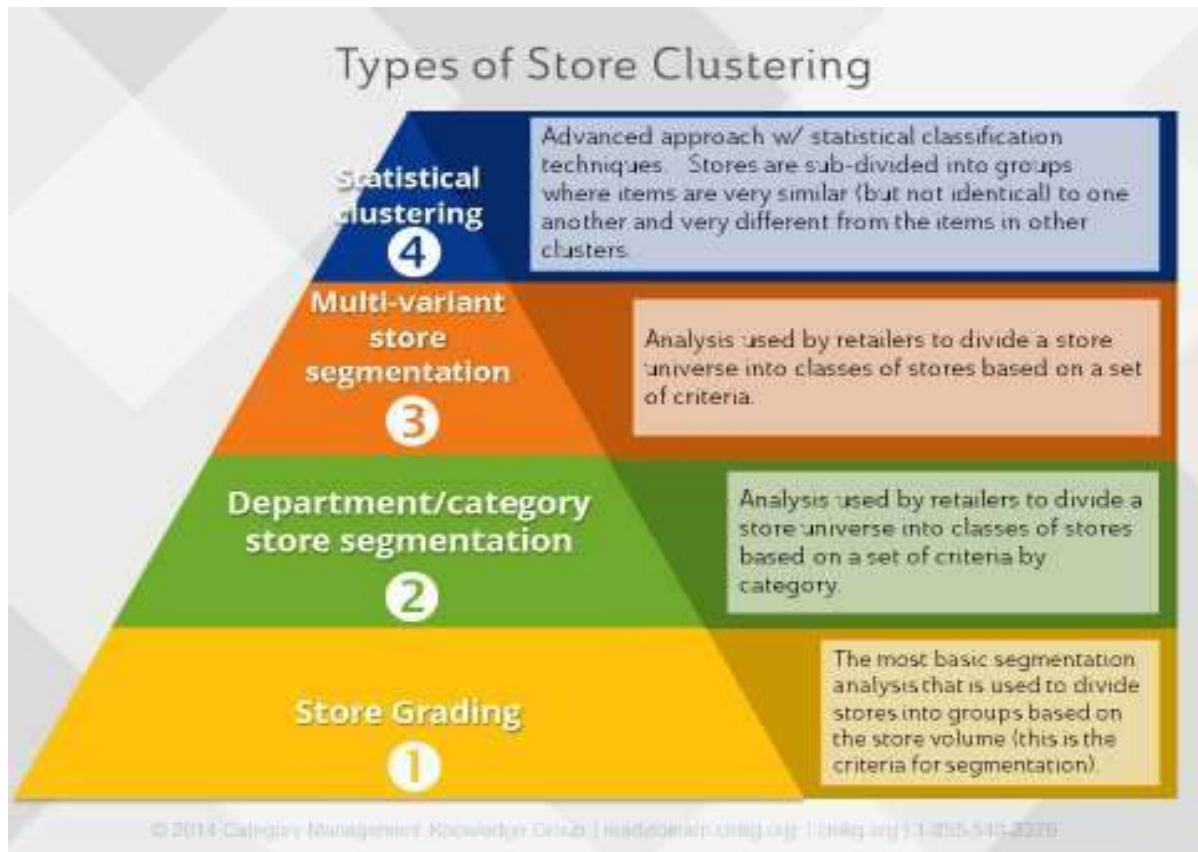 Types of Store Clustering
Statistical
clustering
4
Advanced approach w/ statistical classification
techniques. Stores are sub-divided into groups
where items are very similar (but not identical) to one
another and very different from the items in other
clusters.
Multi-variant
store
segmentation
3
Analysis used by retailers to divide a store
universe into classes of stores based on a set
of criteria.
Department/category
store segmentation
2
Analysis used by retailers to divide a
store universe into classes of stores
based on a set of criteria by
category.
Store Grading
1
The most basic segmentation
analysis that is used to divide
stores into groups based on
the store volume (this is the
criteria for segmentation).
© 2014 Category Management Knowledge Group